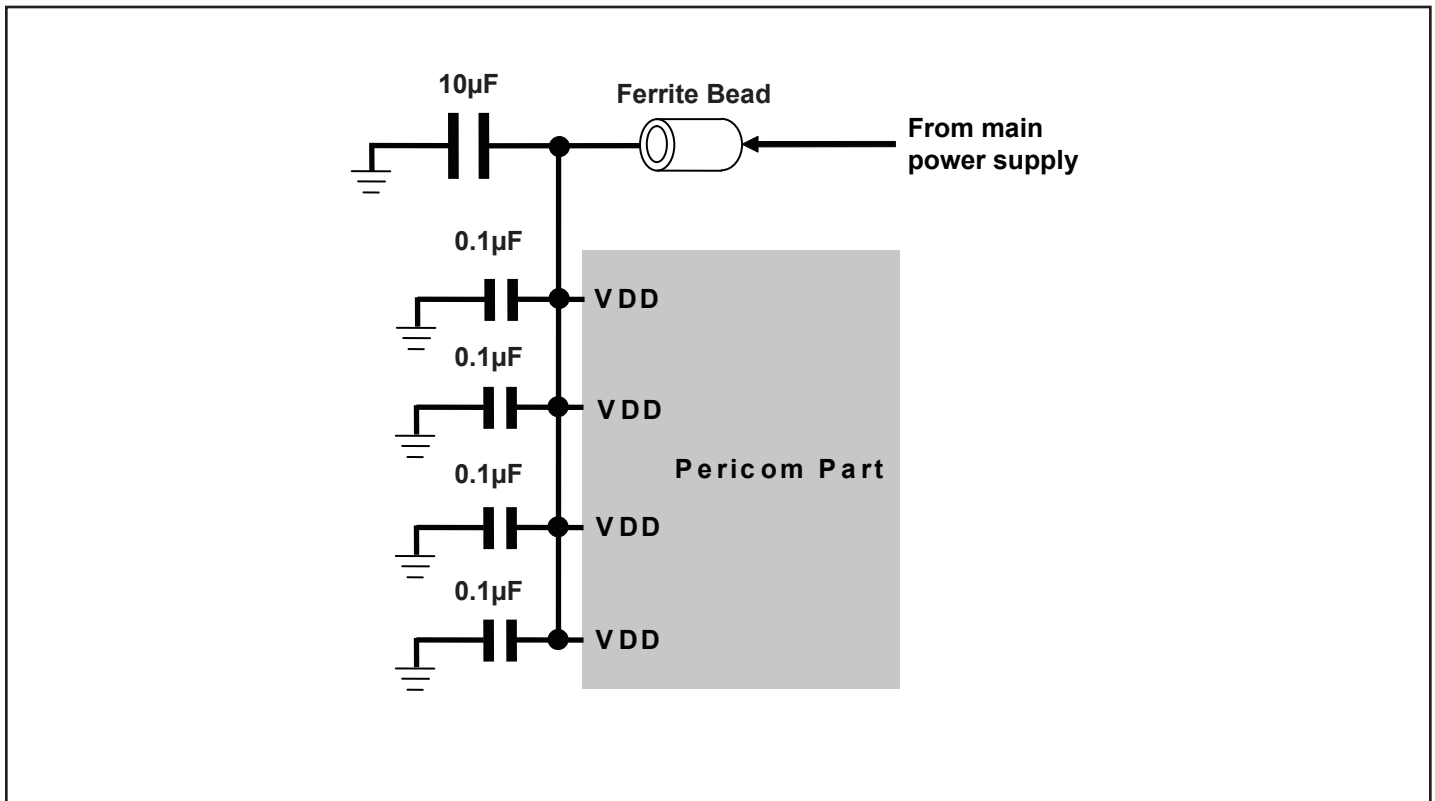 10µF
Ferrite Bead
From main
power supply
0.1µF
VDD
0.1µF
VDD
Pericom Part
0.1µF
VDD
0.1µF
VDD